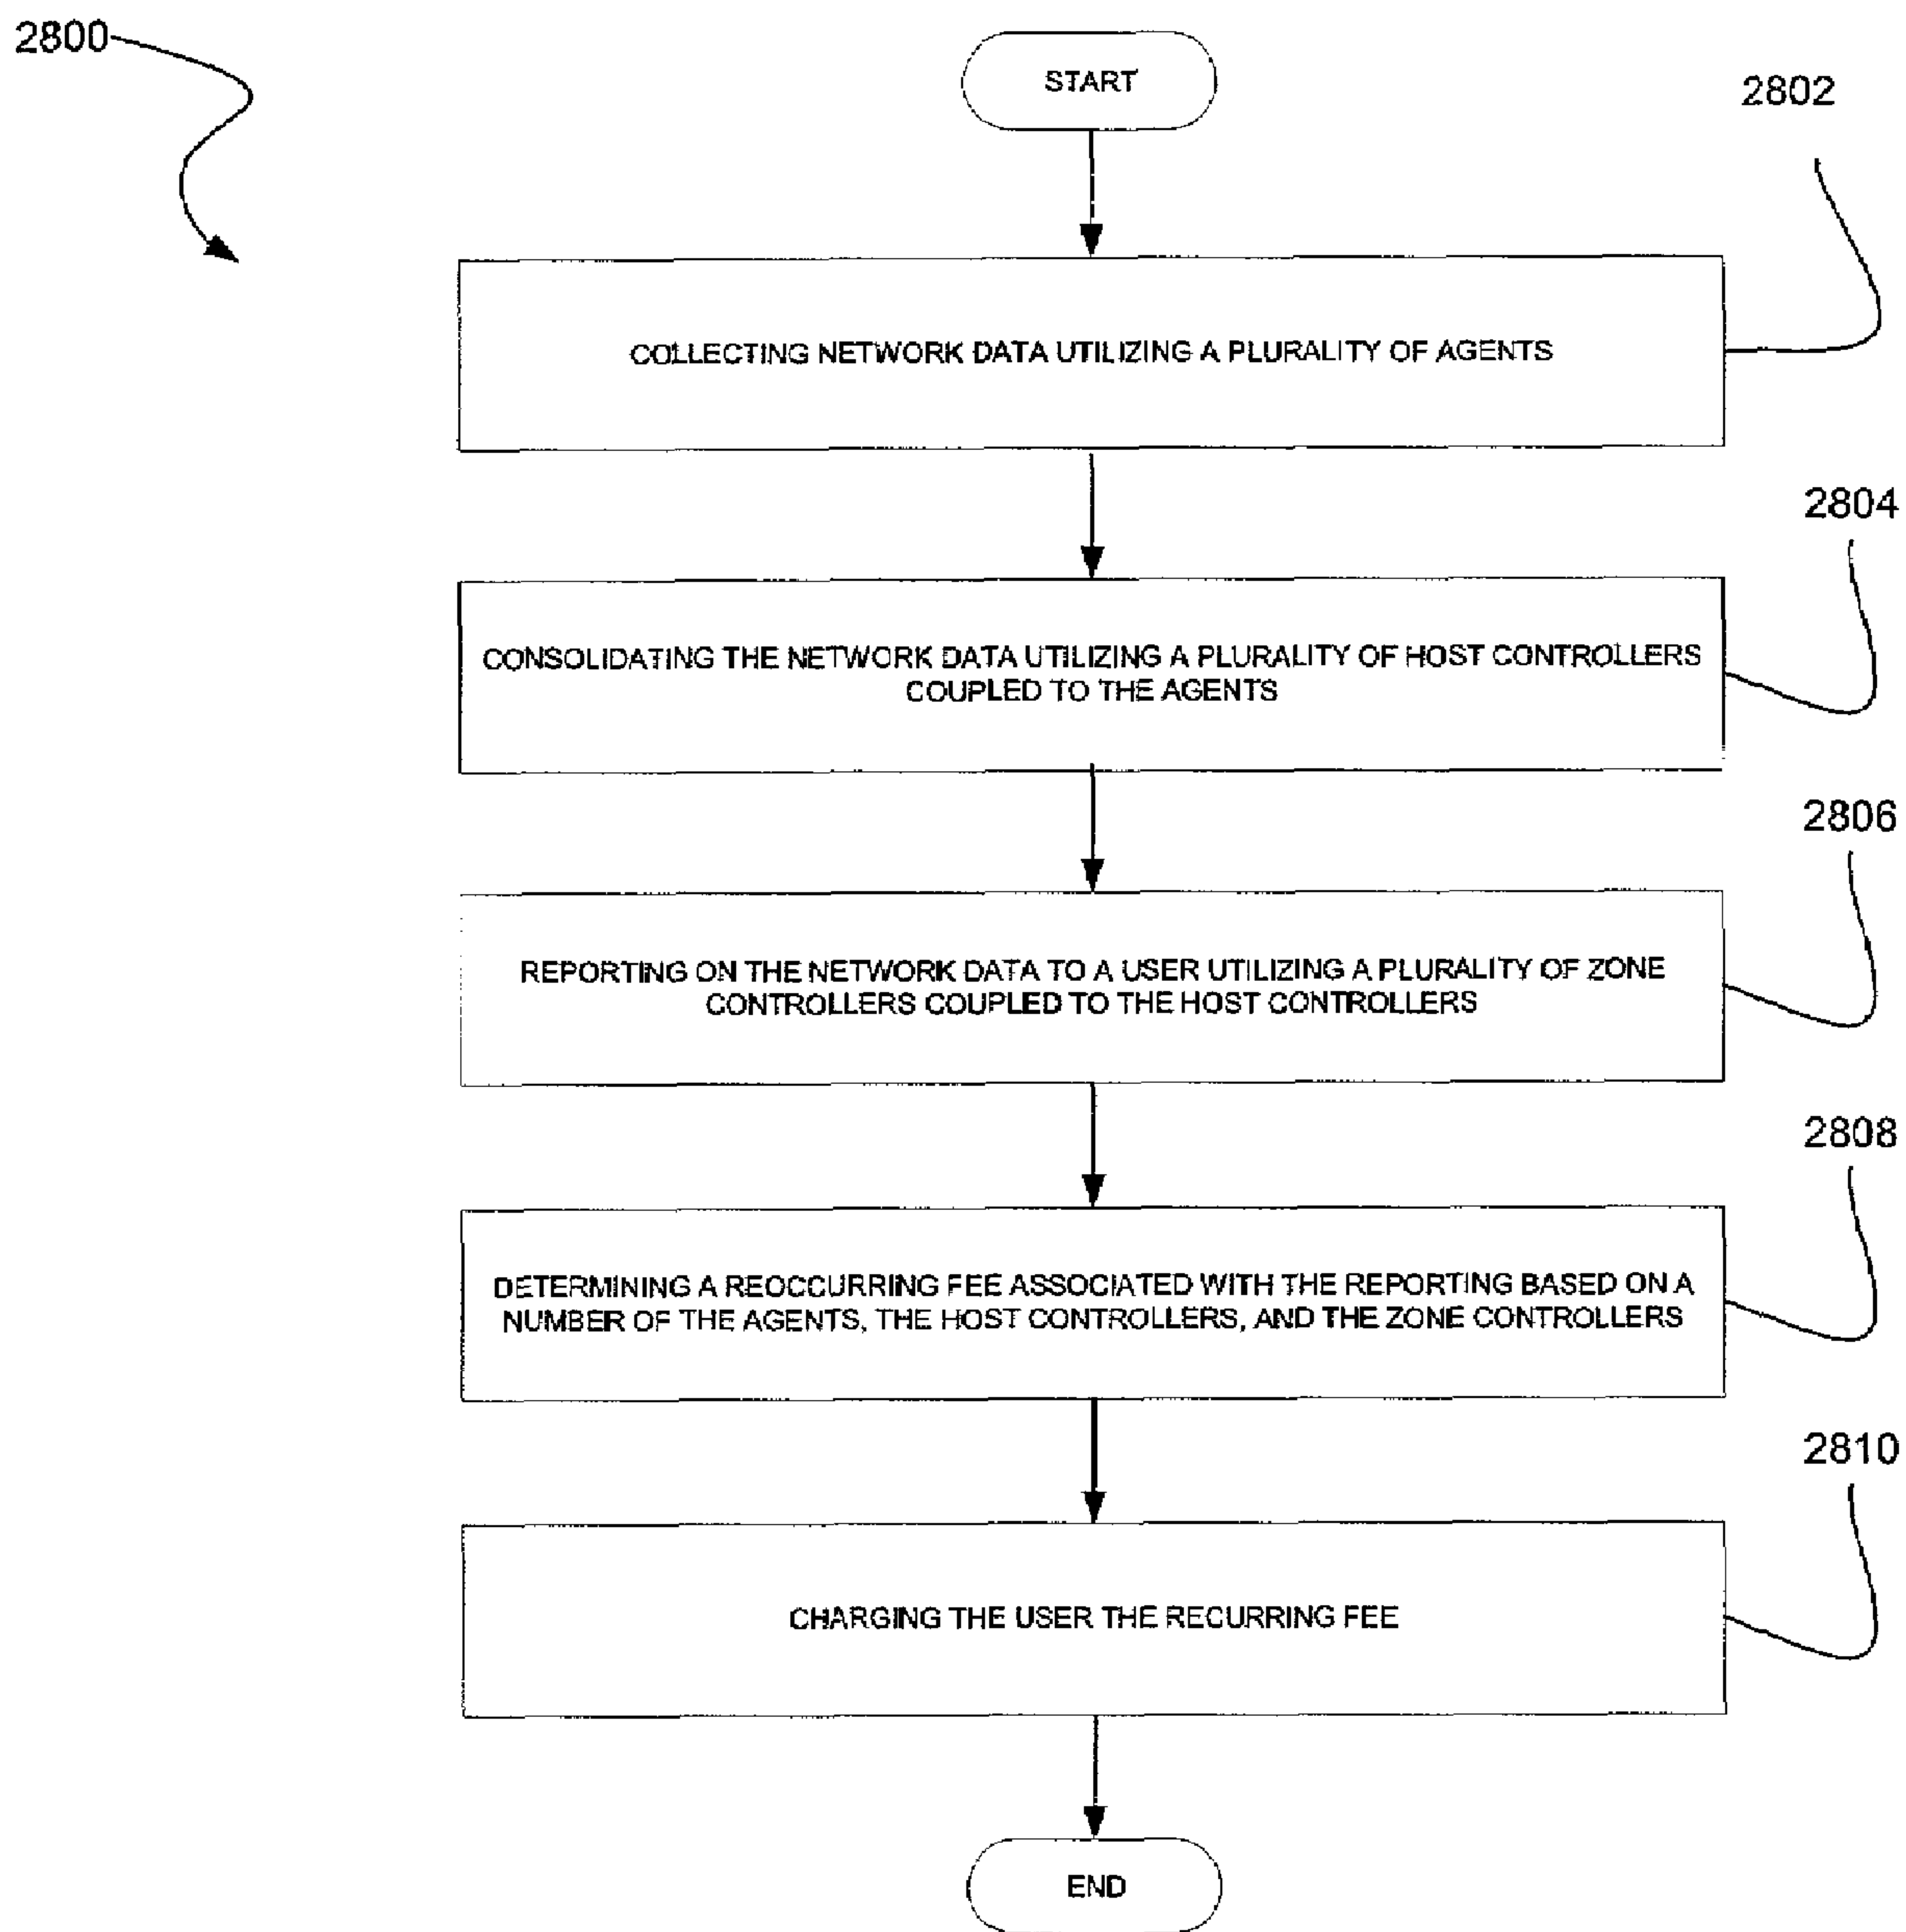 2800
START
2802
COLLECTING NETWORK DATA UTILIZING A PLURALITY OF AGENTS
2804
CONSOLIDATING THE NETWORK DATA UTILIZING A PLURALITY OF HOST CONTROLLERS
COUPLED TO THE AGENTS
2806
REPORTING ON THE NETWORK DATA TO A USER UTILIZING A PLURALITY OF ZONE
CONTROLLERS COUPLED TO THE HOST CONTROLLERS
2808
DETERMINING A REOCCURRING FEE ASSOCIATED WITH THE REPORTING BASED ON A
NUMBER OF THE AGENTS, THE HOST CONTROLLERS, AND THE ZONE CONTROLLERS
2810
CHARGING THE USER THE RECURRING FEE
END